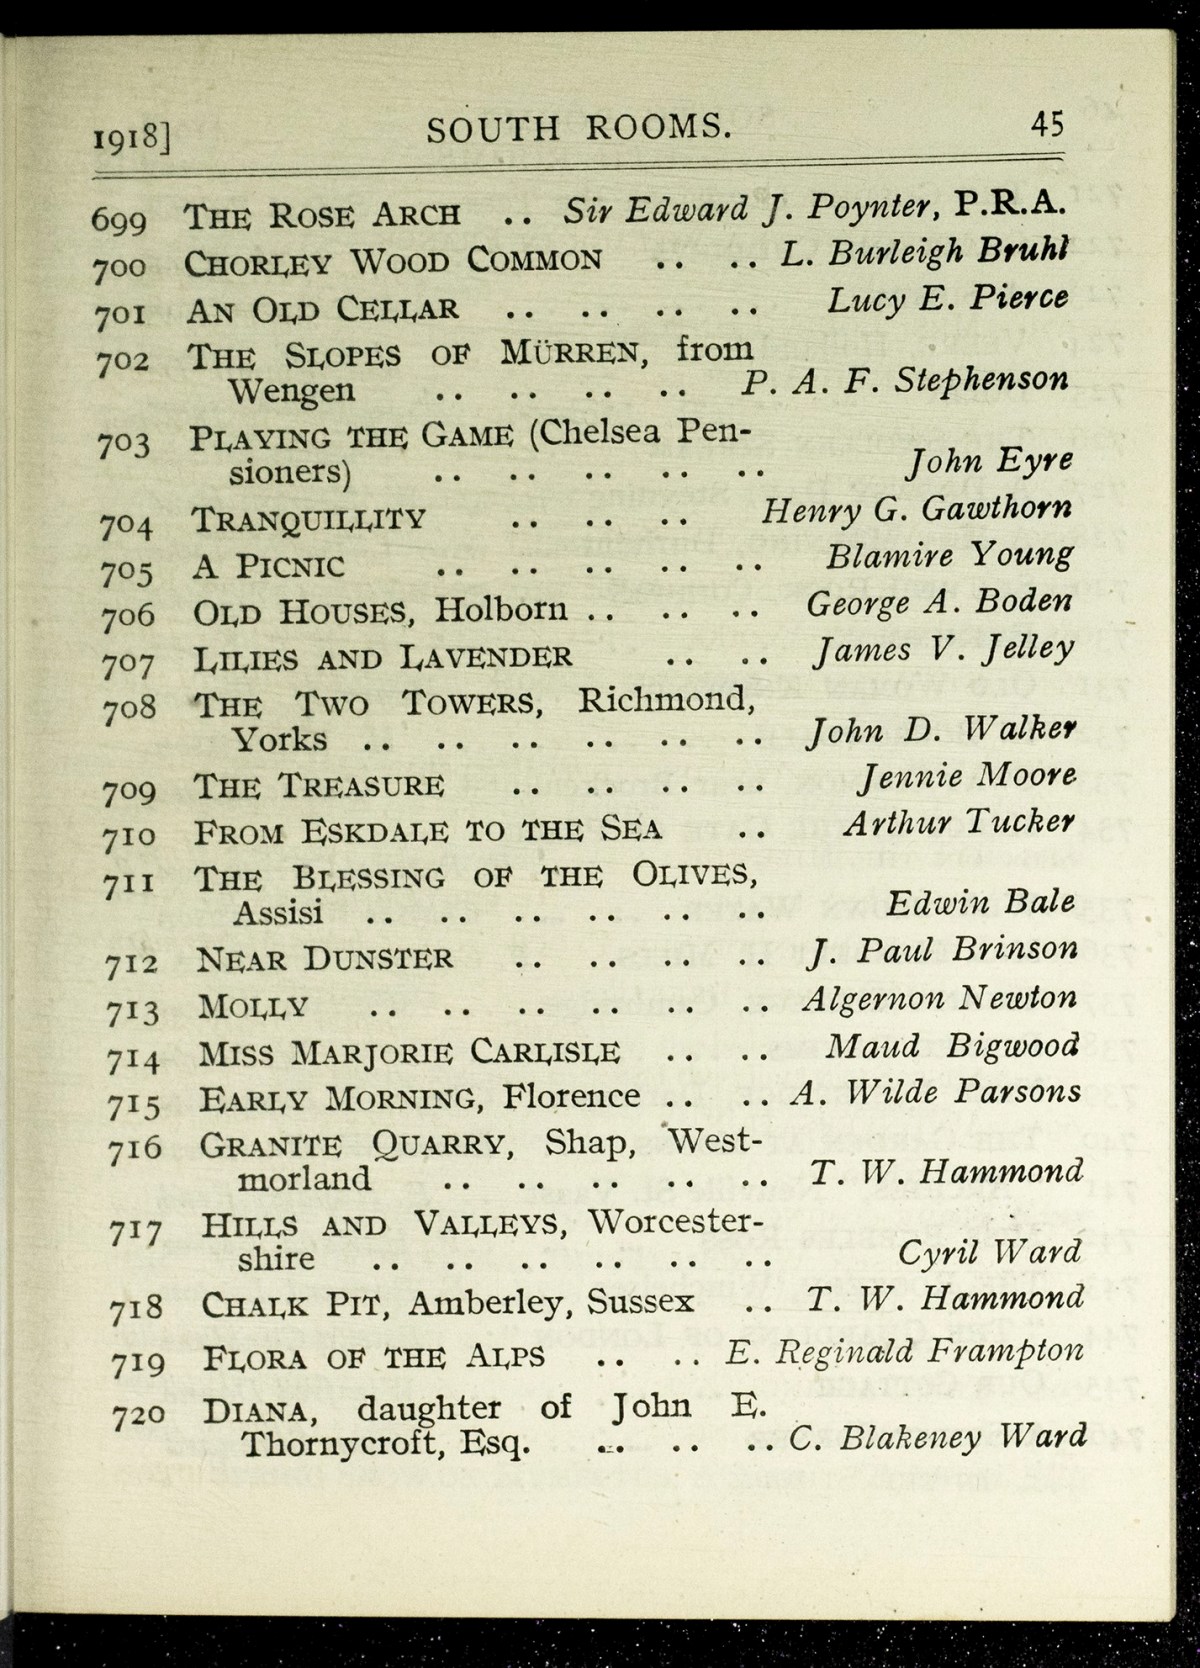 1918] SOUTH ROOMS. 45
699 THE ROSE ARCH .. Sir Edward J. Poynter, P.R.A.
700 CHORLEY WOOD COMMON .. .. L. Burleigh Bruhl
701 AN OLD CELLAR .. .. .. .. Lucy E. Pierce
702 THE SLOPES OF MÜRREN, from
Wengen .. .. .. .. P. A. F. Stephenson
703 PLAYING THE GAME (Chelsea Pen-
sioners) .. .. .. .. .. John Eyre
704 TRANQUILLITY .. .. .. Henry G. Gawthorn
705 A PICNIC .. .. .. .. .. Blamire Young
706 OLD HOUSES, Holborn .. .. .. George A. Boden
707 LILIES AND LAVENDER .. .. James V. Jelley
708 THE TWO TOWERS, Richmond,
Yorks .. .. .. .. .. .. John D. Walker
709 THE TREASURE .. .. .. .. Jennie Moore
710 FROM ESKDALE TO THE SEA .. Arthur Tucker
711 THE BLESSING OF THE OLIVES,
Assisi .. .. .. .. .. .. Edwin Bale
712 NEAR DUNSTER .. .. .. .. J. Paul Brinson
713 MOLLY .. .. .. .. .. .. Algernon Newton
714 MISS MARJORIE CARLISLE .. .. Maud Bigwood
715 EARLY MORNING, Florence .. .. A. Wilde Parsons
716 GRANITE QUARRY, Shap, West-
morland .. .. .. .. .. T. W. Hammond
717 HILLS AND VALLEYS, Worcester-
shire .. .. .. .. .. .. Cyril Ward
718 CHALK PIT, Amberley, Sussex .. T. W. Hammond
719 FLORA OF THE ALPS .. .. E. Reginald Frampton
720 DIANA, daughter of John E.
Thornycroft, Esq. .. .. .. C. Blakeney Ward